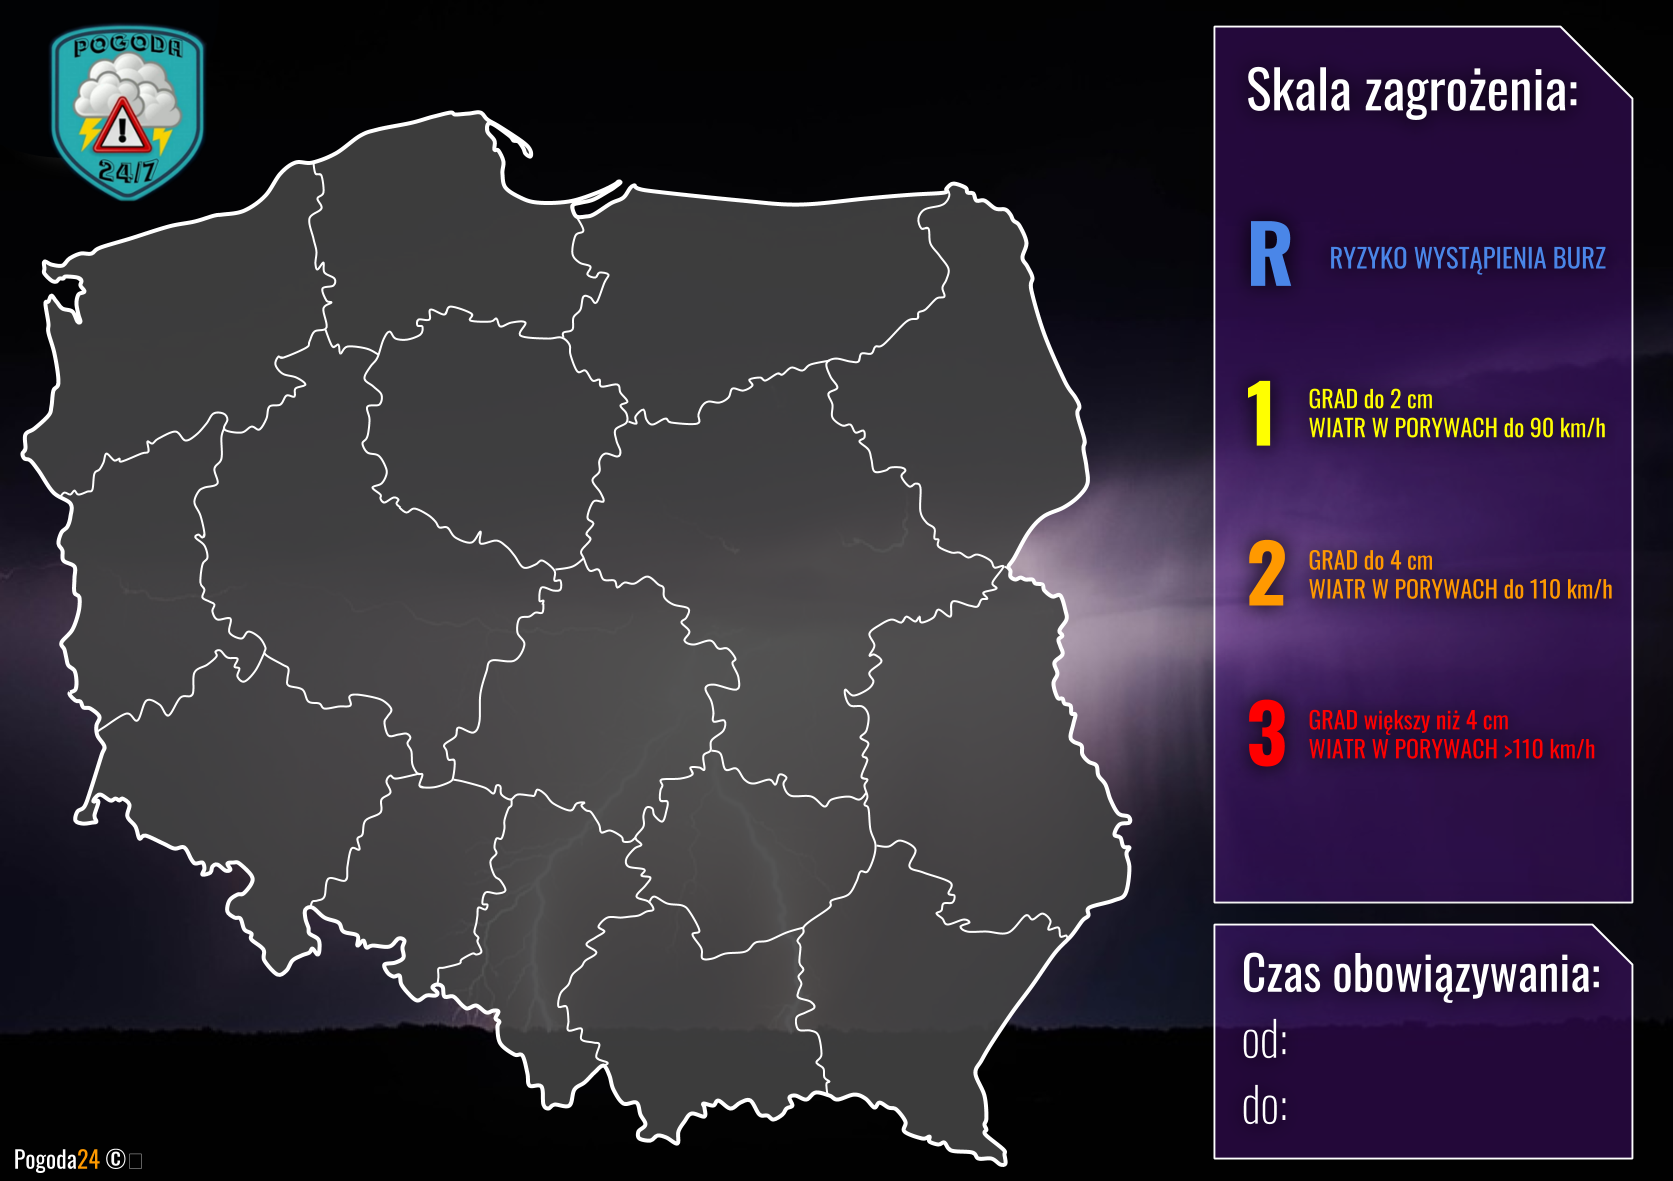 POGODA
!
24/7
Skala zagrożenia:
R RYZYKO WYSTĄPIENIA BURZ
1 GRAD do 2 cm
WIATR W PORYWACH do 90 km/h
2 GRAD do 4 cm
WIATR W PORYWACH do 110 km/h
3 GRAD większy niż 4 cm
WIATR W PORYWACH >110 km/h
Czas obowiązywania:
od:
do:
Pogoda24 ©